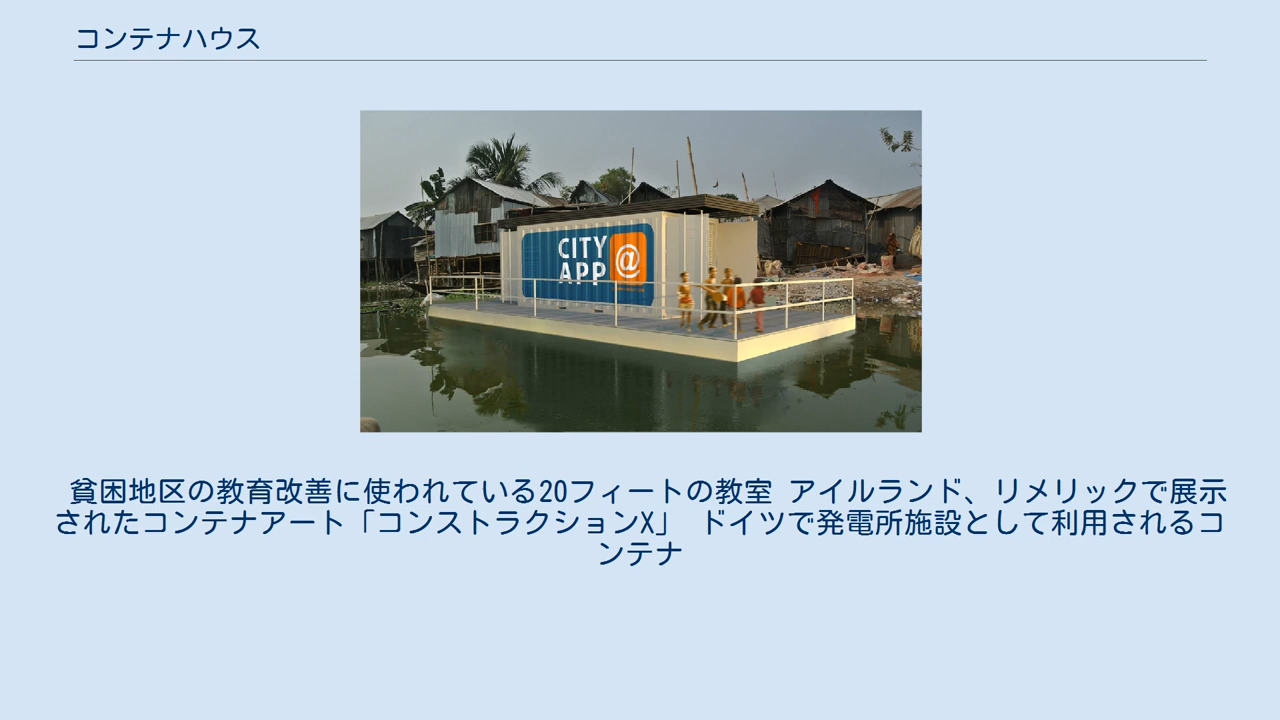 コンテナハウス
CITY
APP
@
貧困地区の教育改善に使われている20フィートの教室 アイルランド、リメリックで展示
されたコンテナアート「コンストラクションX」 ドイツで発電所施設として利用されるコ
ンテナ